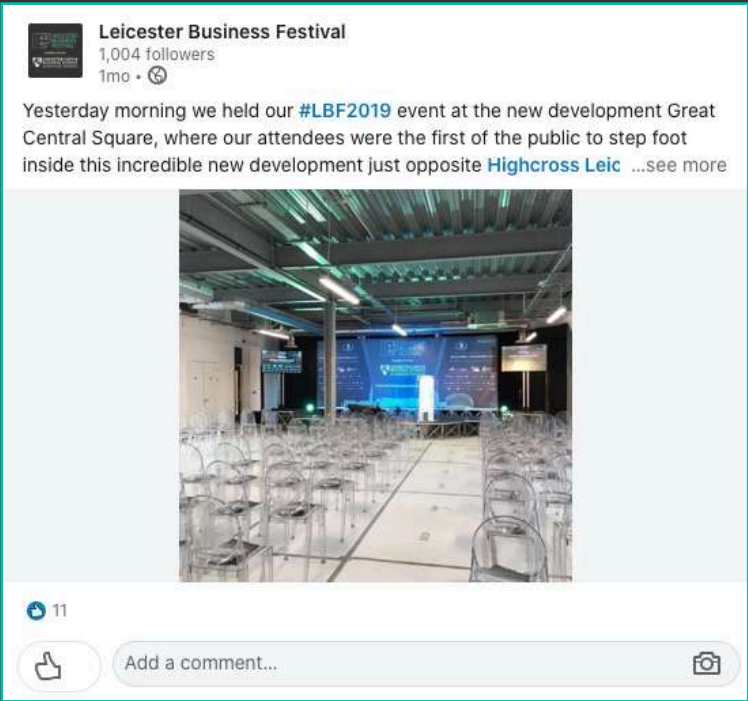 Leicester Business Festival
1,004 followers
1mo •
Yesterday morning we held our #LBF2019 event at the new development Great
Central Square, where our attendees were the first of the public to step foot
inside this incredible new development just opposite Highcross Leic ...see more
11
Add a comment...